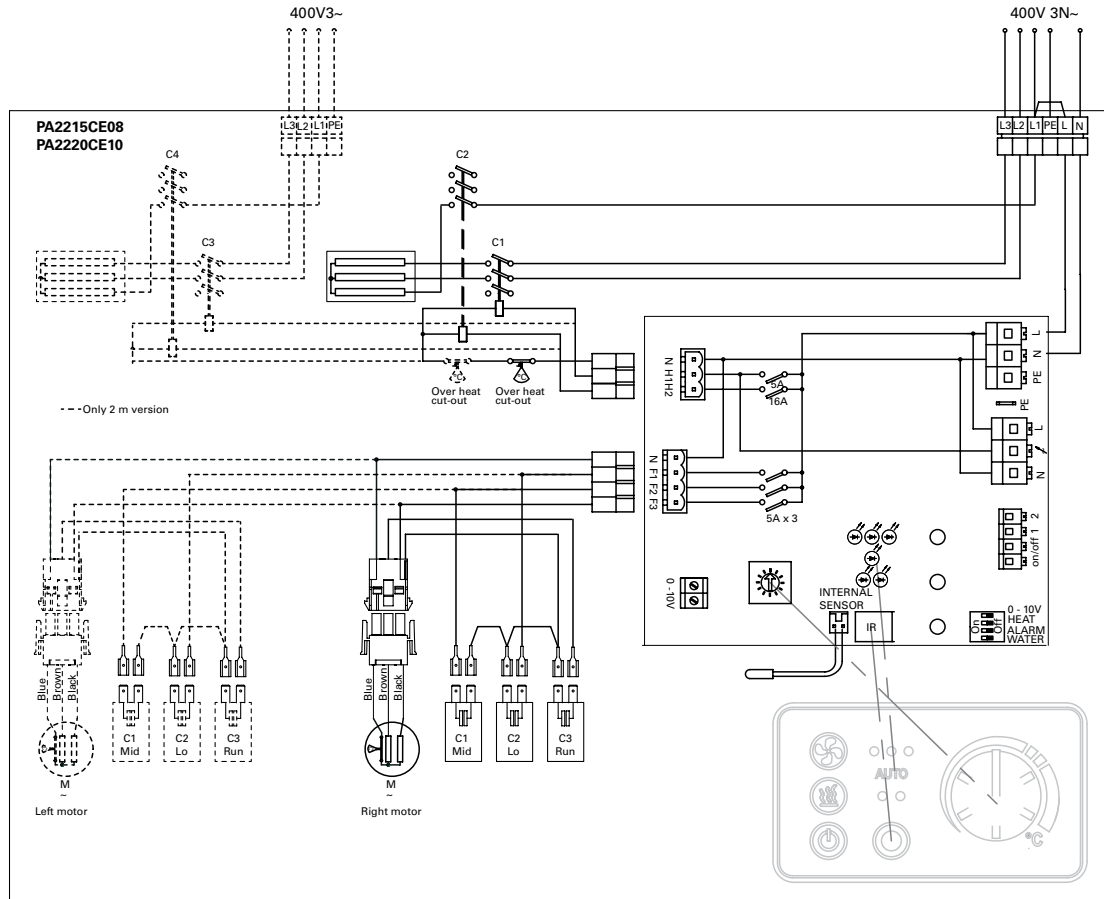 400V3~
400V 3N~
PA2215CE08
PA2220CE10
L3 L2 L1 PE
L3 L2 L1 PE L N
C4
C2
C3
C1
°C
°C
Over heat
cut-out
Over heat
cut-out
- - - Only 2 m version
N H1H2
5A
16A
L
N
PE
PE
L
N
N F1 F2 F3
5A x 3
on/off 1 2
0 -10V
INTERNAL
SENSOR
IR
On
Off
0 - 10V
HEAT
ALARM
WATER
Blue
Brown
Black
C1
Mid
C2
Lo
C3
Run
M
~
Left motor
Blue
Brown
Black
C1
Mid
C2
Lo
C3
Run
M
~
Right motor
AUTO
°C